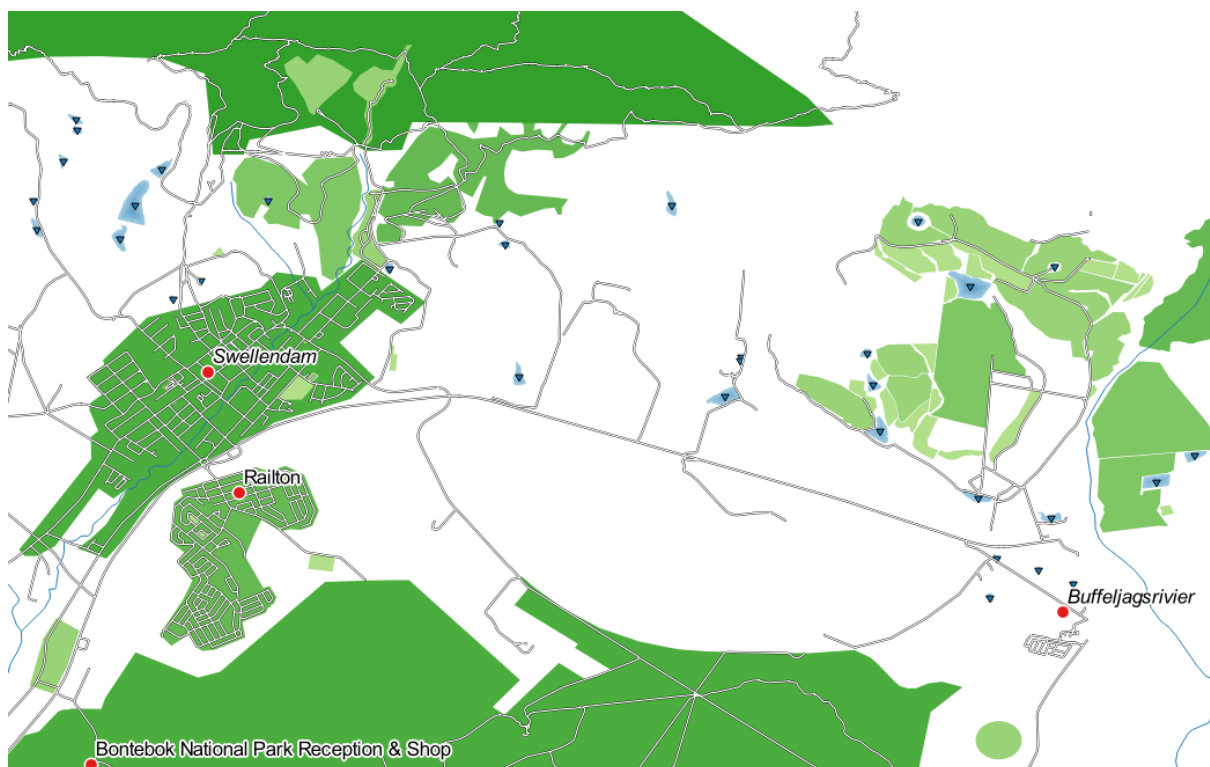 Swellendam
Railton
Buffeljagsrivier
Bontebok National Park Reception & Shop